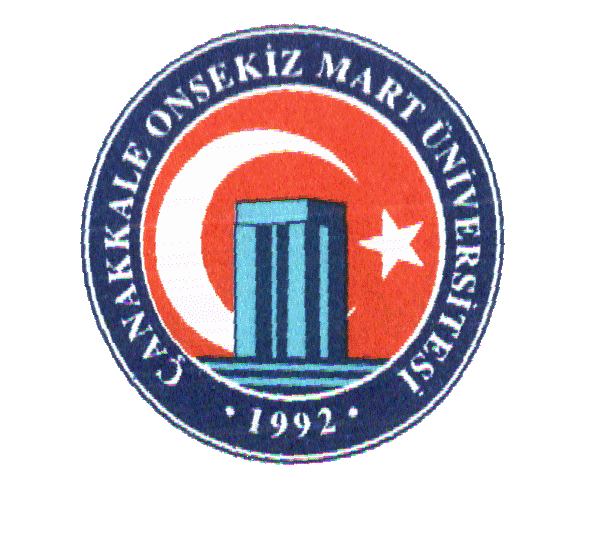 ÇANAKKALE ONSEKİZ MART ÜNİVERSİTESİ
• 1992 •